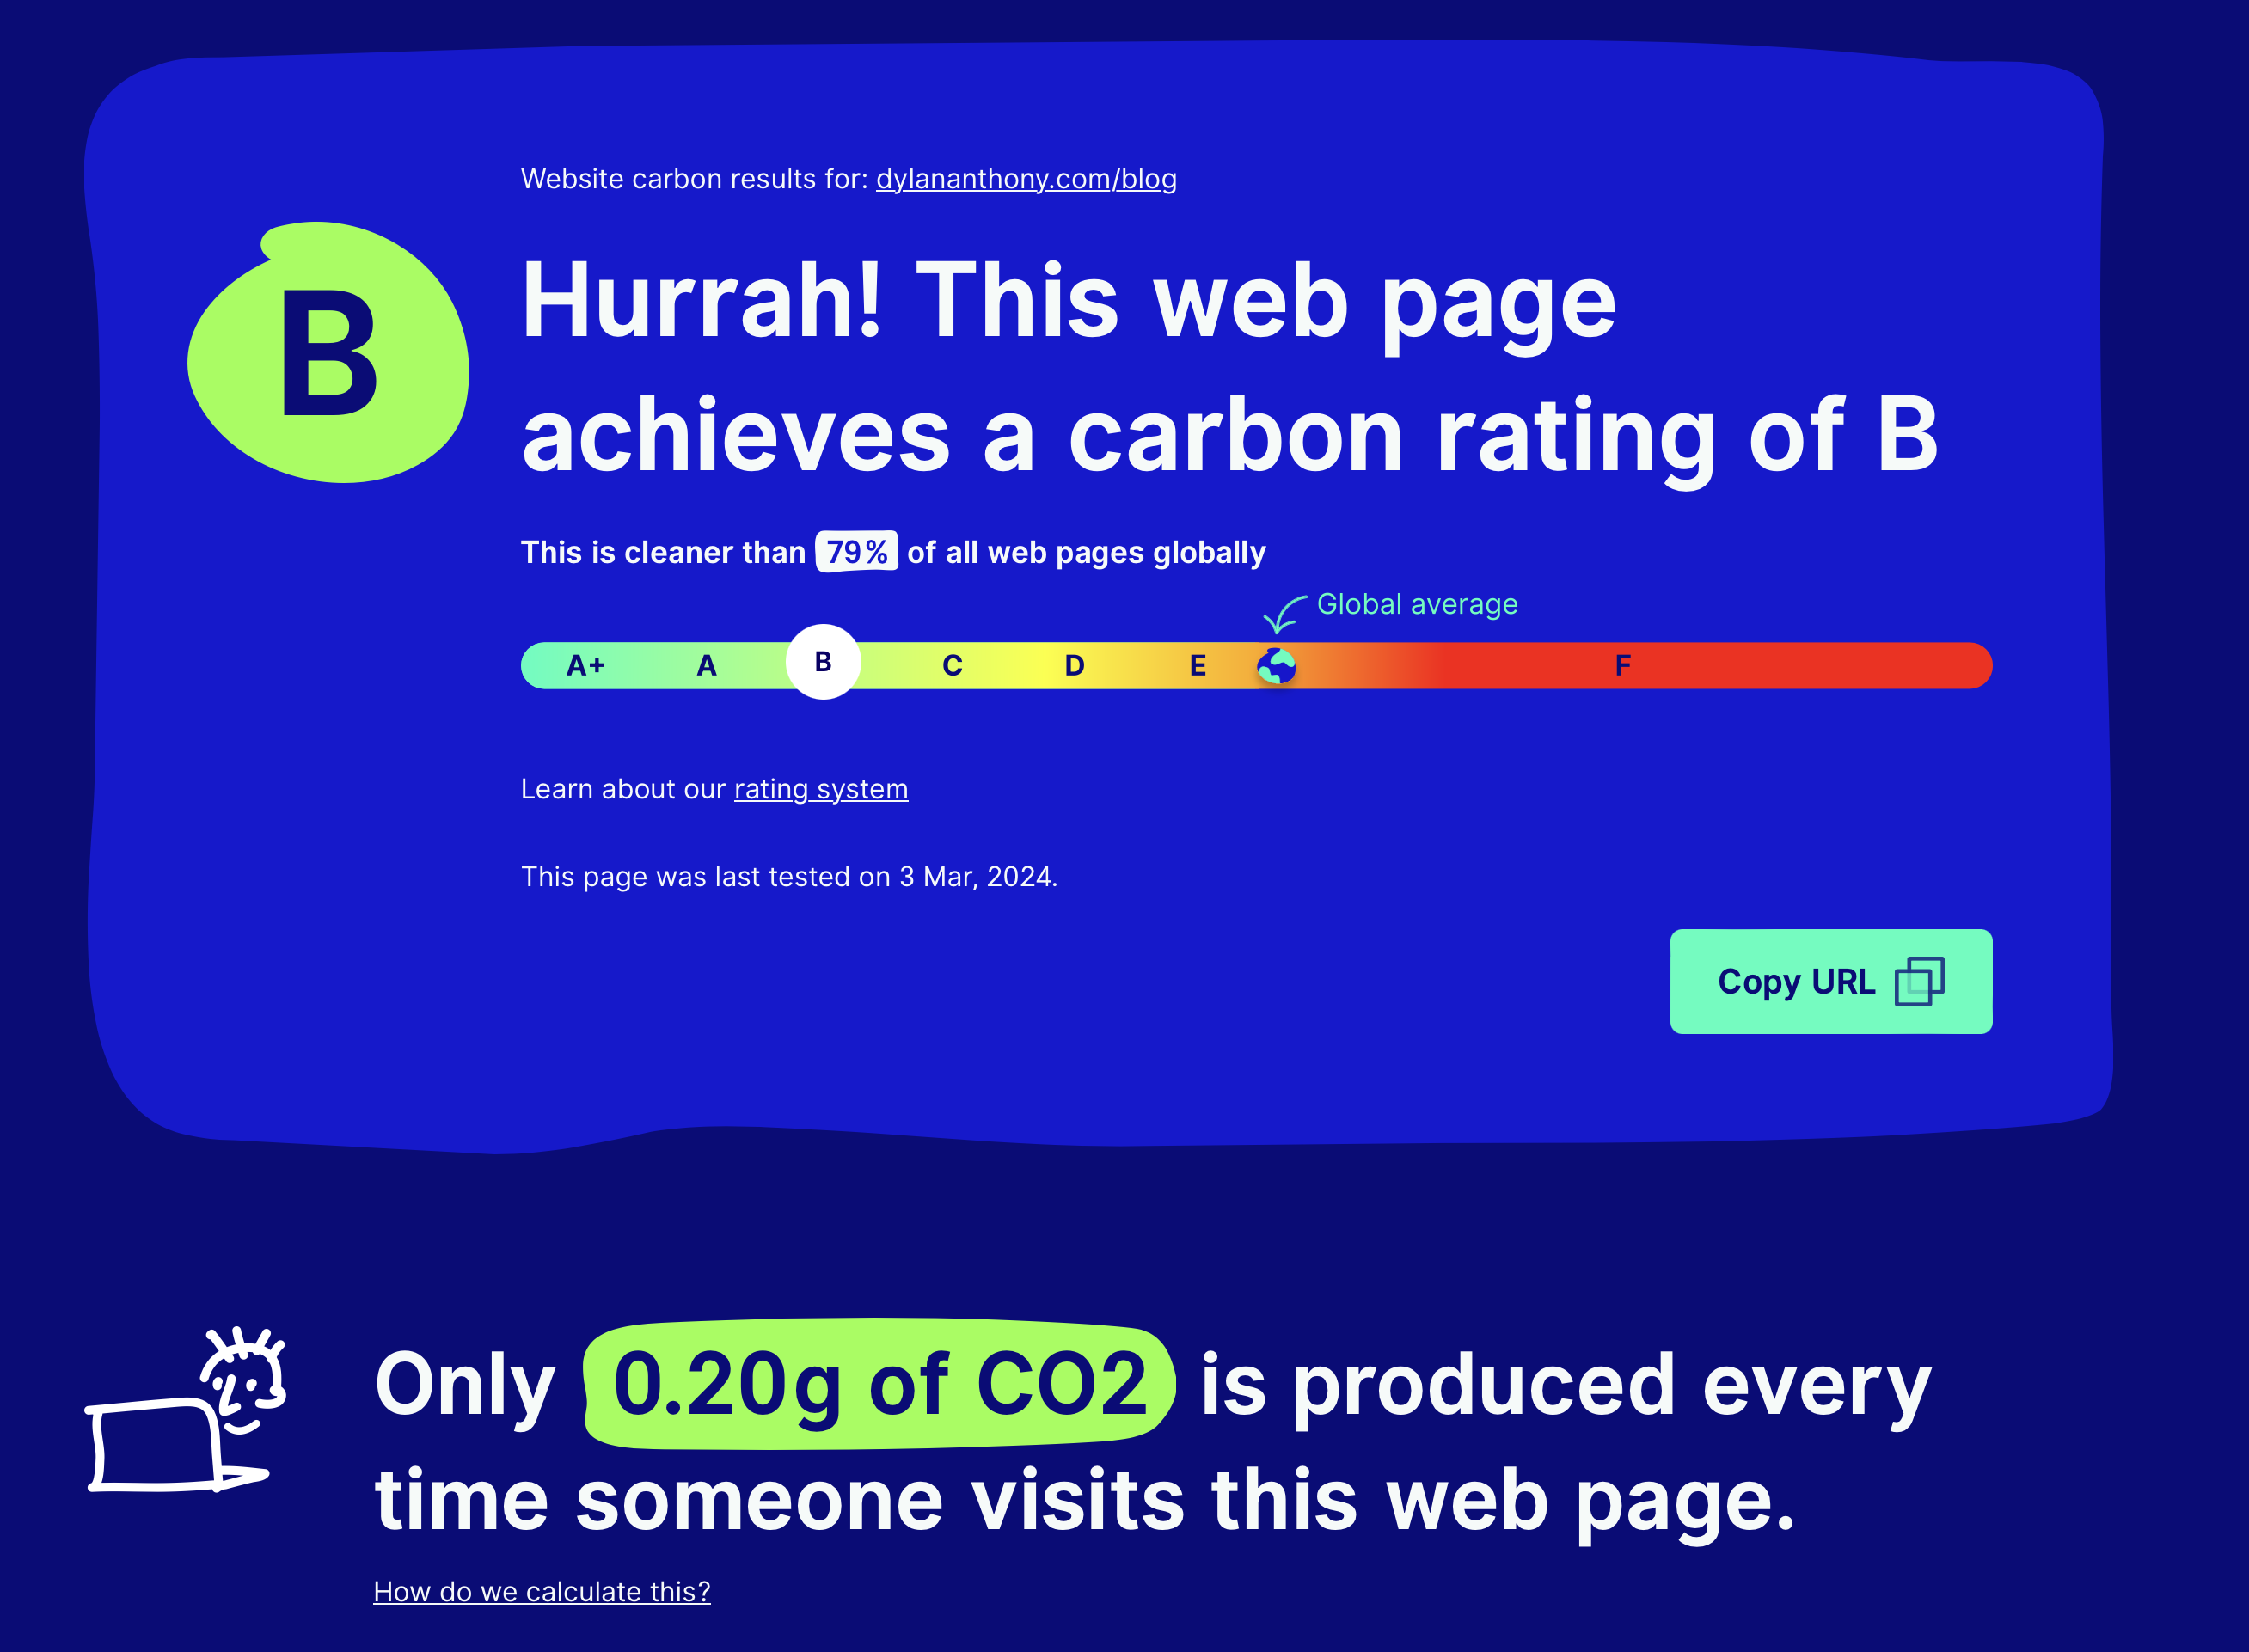 Website carbon results for: dylananthony.com/blog
B
Hurrah! This web page
achieves a carbon rating of B
This is cleaner than 79% of all web pages globally
Global average
A+ A B C D E F
Learn about our rating system
This page was last tested on 3 Mar, 2024.
Copy URL
Only 0.20g of CO2 is produced every
time someone visits this web page.
How do we calculate this?